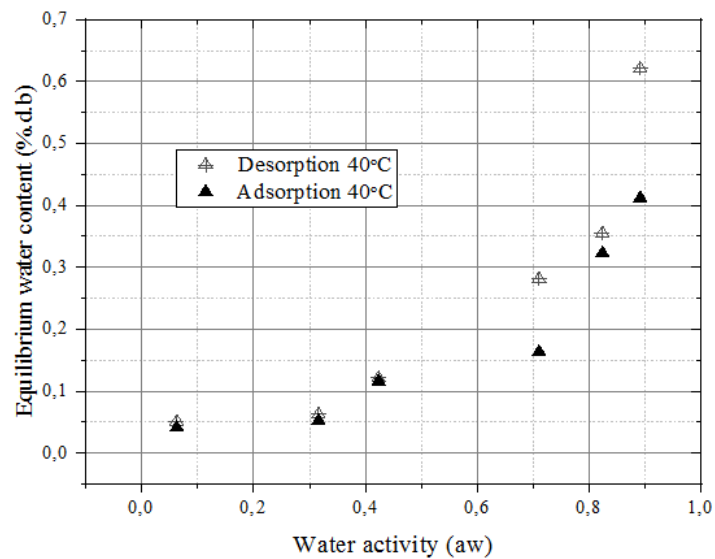 0,7
0,6
0,5
0,4
0,3
0,2
0,1
0,0
Equilibrium water content (%.d.b)
Desorption 40°C
Adsorption 40°C
0,0 0,2 0,4 0,6 0,8 1,0
Water activity (aw)